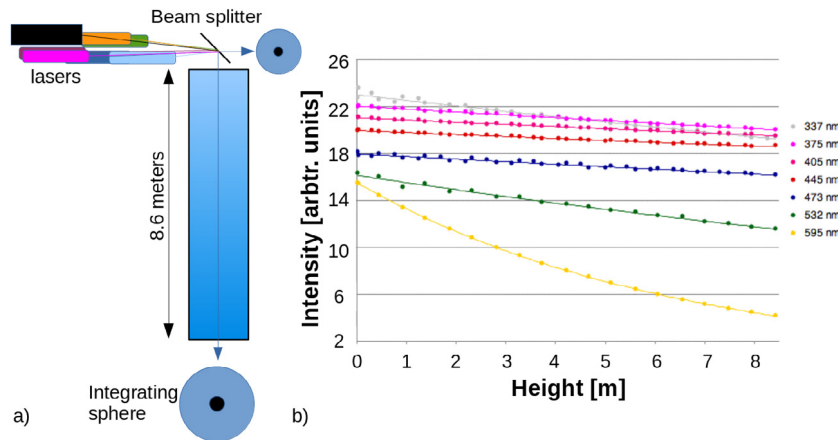 Beam splitter
lasers
8.6 meters
Integrating
sphere
a)
26
22
18
14
10
6
2
Intensity [arbtr. units]
0 1 2 3 4 5 6 7 8
Height [m]
b)
337 nm
375 nm
405 nm
445 nm
473 nm
532 nm
595 nm